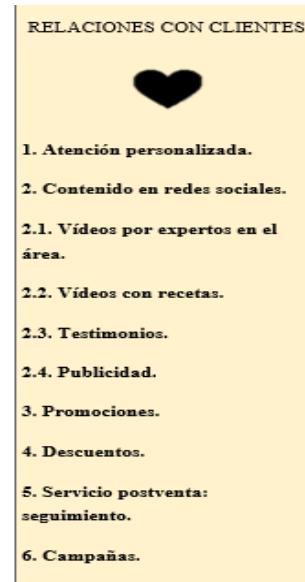 RELACIONES CON CLIENTES
1. Atención personalizada.
2. Contenido en redes sociales.
2.1. Vídeos por expertos en el
área.
2.2. Vídeos con recetas.
2.3. Testimonios.
2.4. Publicidad.
3. Promociones.
4. Descuentos.
5. Servicio postventa:
seguimiento.
6. Campañas.